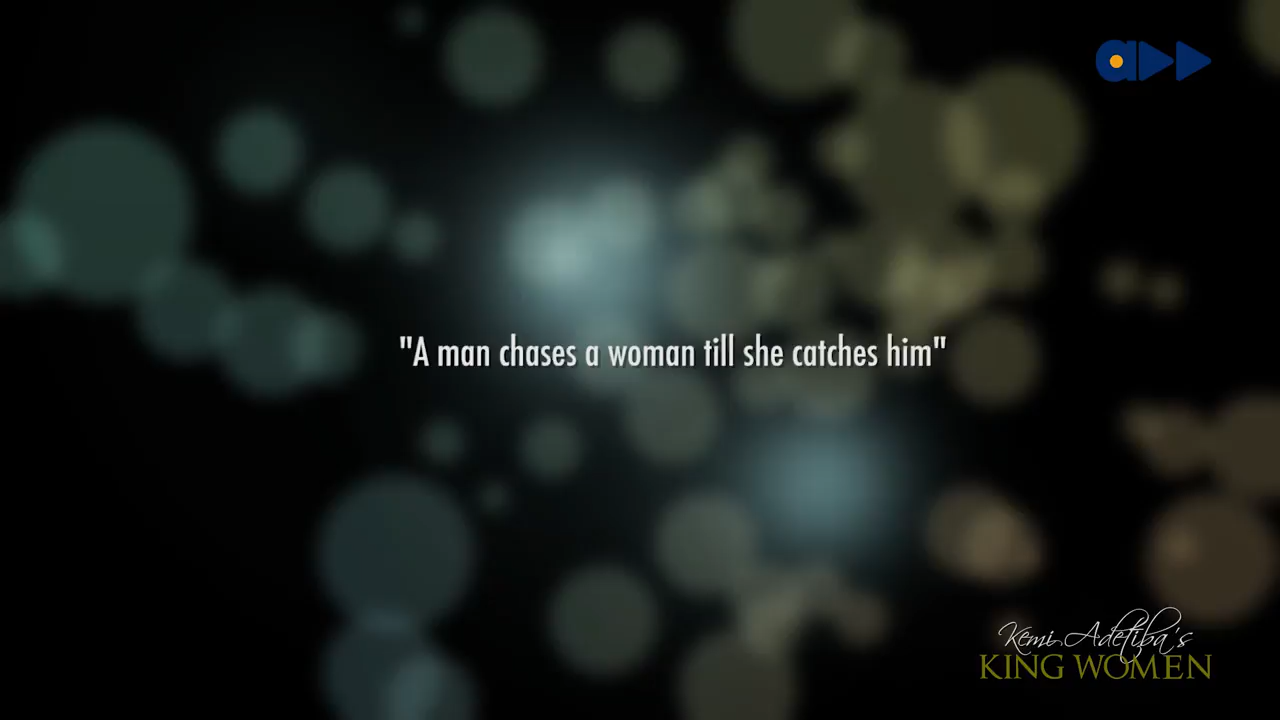 "A man chases a woman till she catches him"
Kemi Adetiba's
KING WOMEN